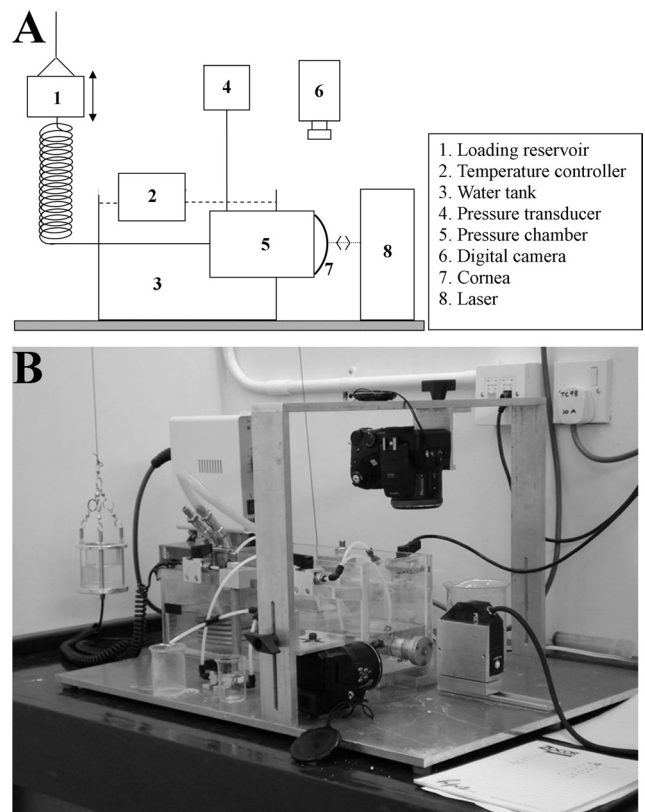 A
1
2
3
4
5
6
7
8
1. Loading reservoir
2. Temperature controller
3. Water tank
4. Pressure transducer
5. Pressure chamber
6. Digital camera
7. Cornea
8. Laser
B
10 A